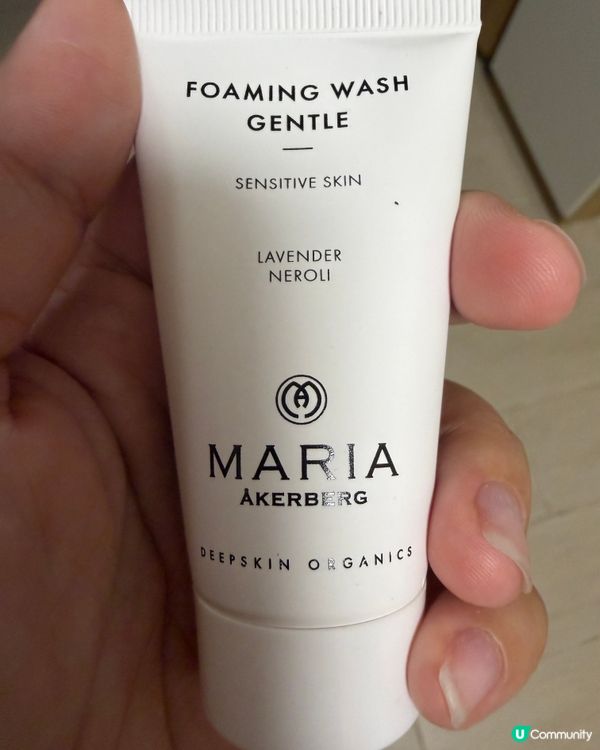 FOAMING WASH
GENTLE
SENSITIVE SKIN
LAVENDER
NEROLI
MARIA
ÅKERBERG
DEEPSKIN ORGANICS
U Community